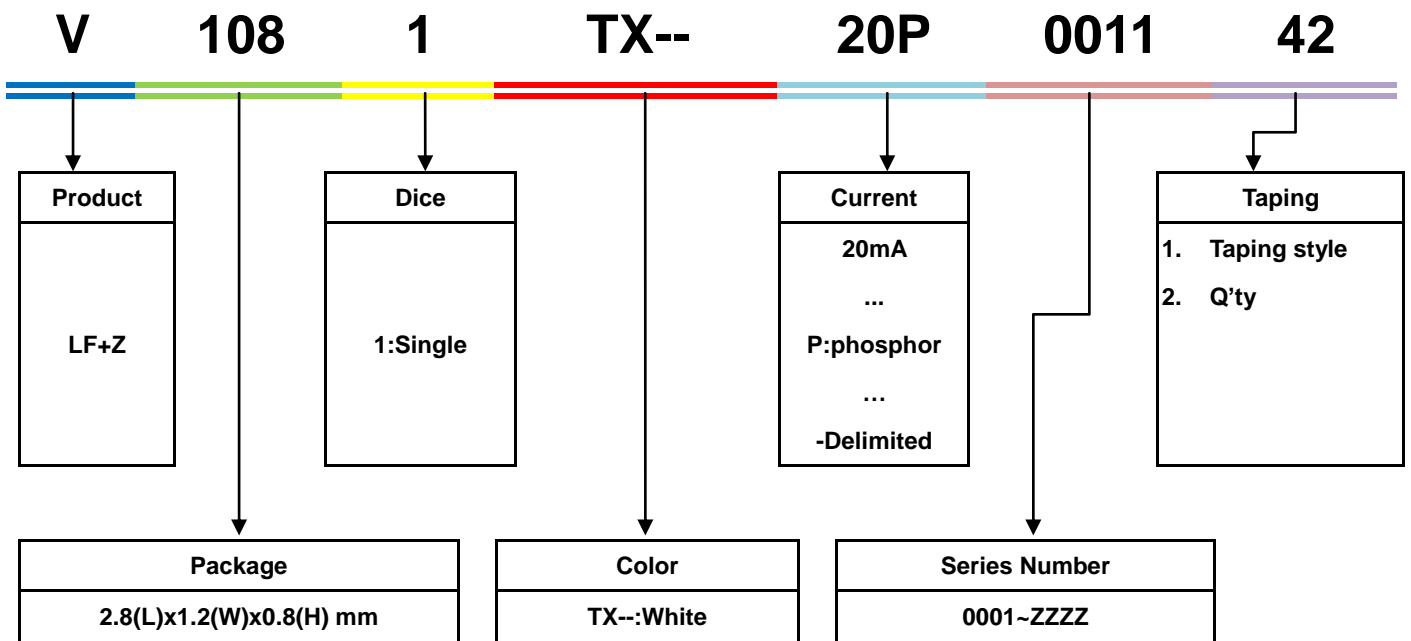 V 108 1 TX-- 20P 0011 42
Product
LF+Z
Dice
1:Single
Current
20mA
...
P:phosphor
…
-Delimited
Taping
1. Taping style
2. Q’ty
Package
2.8(L)x1.2(W)x0.8(H) mm
Color
TX--:White
Series Number
0001~ZZZZ